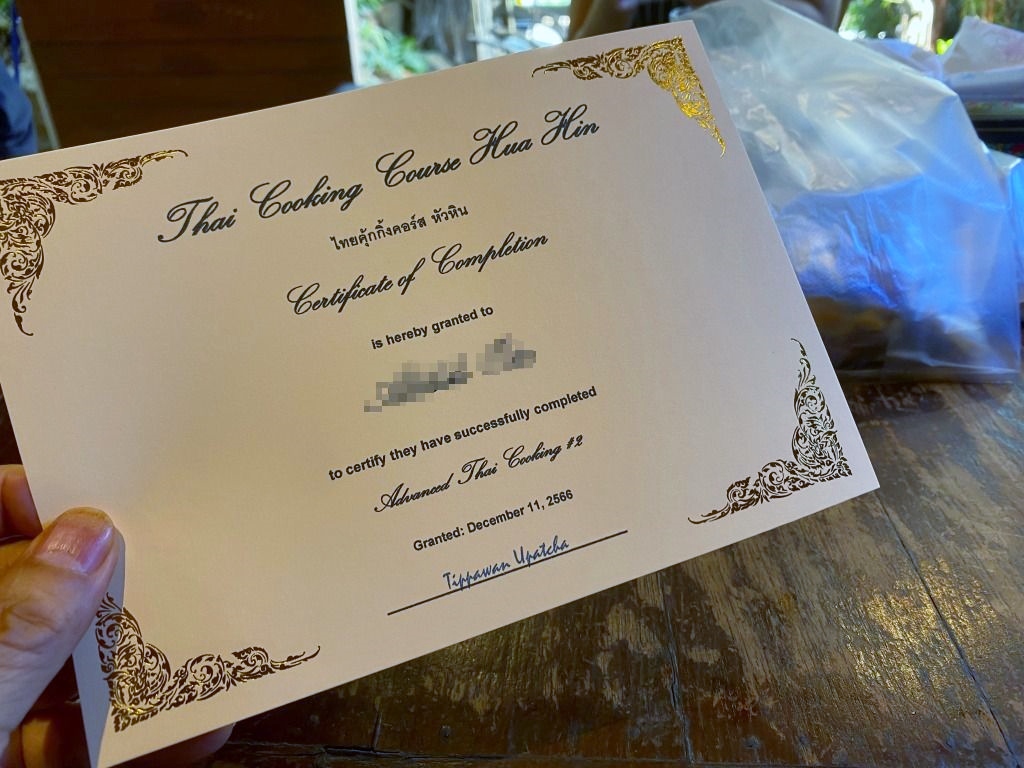 Thai Cooking Course Hua Hin
ไทยคุ้กกิ้งคอร์ส หัวหิน
Certificate of Completion
is hereby granted to
to certify they have successfully completed
Advanced Thai Cooking #2
Granted: December 11, 2566
Tippawan Upatcha